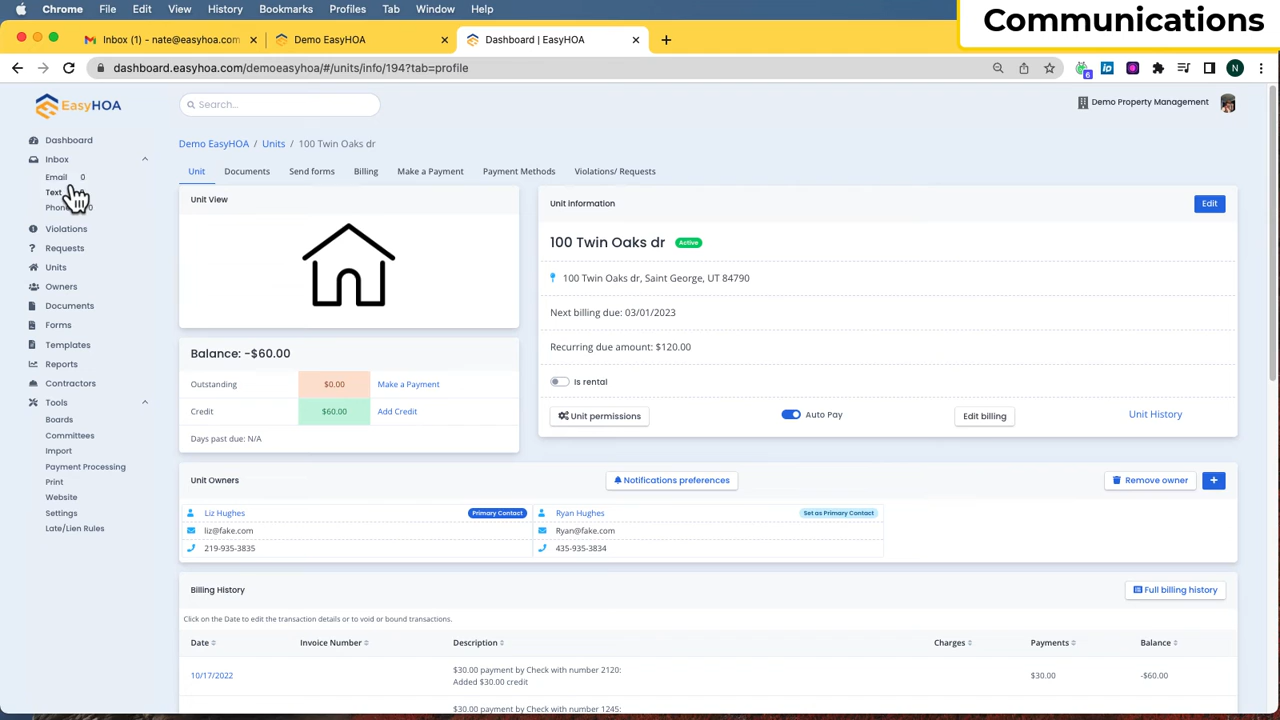 Chrome File Edit View History Bookmarks Profiles Tab Window Help
Communications
Inbox (1) - nate@easyhoa.com
Demo EasyHOA
Dashboard | EasyHOA
dashboard.easyhoa.com/demoeasyhoa/#/units/info/194?tab=profile
6
N
EasyHOA
Search...
Demo Property Management
Dashboard
Inbox
Email 0
Text
Phone 0
Violations
Requests
Units
Owners
Documents
Forms
Templates
Reports
Contractors
Tools
Boards
Committees
Import
Payment Processing
Print
Website
Settings
Late/Lien Rules
Demo EasyHOA / Units / 100 Twin Oaks dr
Unit Documents Send forms Billing Make a Payment Payment Methods Violations/ Requests
Unit View
Balance: -$60.00
Outstanding $0.00 Make a Payment
Credit $60.00 Add Credit
Days past due: N/A
Unit Information
Edit
100 Twin Oaks dr Active
100 Twin Oaks dr, Saint George, UT 84790
Next billing due: 03/01/2023
Recurring due amount: $120.00
Is rental
Unit permissions Auto Pay Edit billing Unit History
Unit Owners Notifications preferences Remove owner +
Liz Hughes Primary Contact
liz@fake.com
219-935-3835
Ryan Hughes Set as Primary Contact
Ryan@fake.com
435-935-3834
Billing History Full billing history
Click on the Date to edit the transaction details or to void or bound transactions.
Date Invoice Number Description Charges Payments Balance
10/17/2022 $30.00 payment by Check with number 2120: $30.00 -$60.00
Added $30.00 credit
$30.00 payment by Check with number 1245: